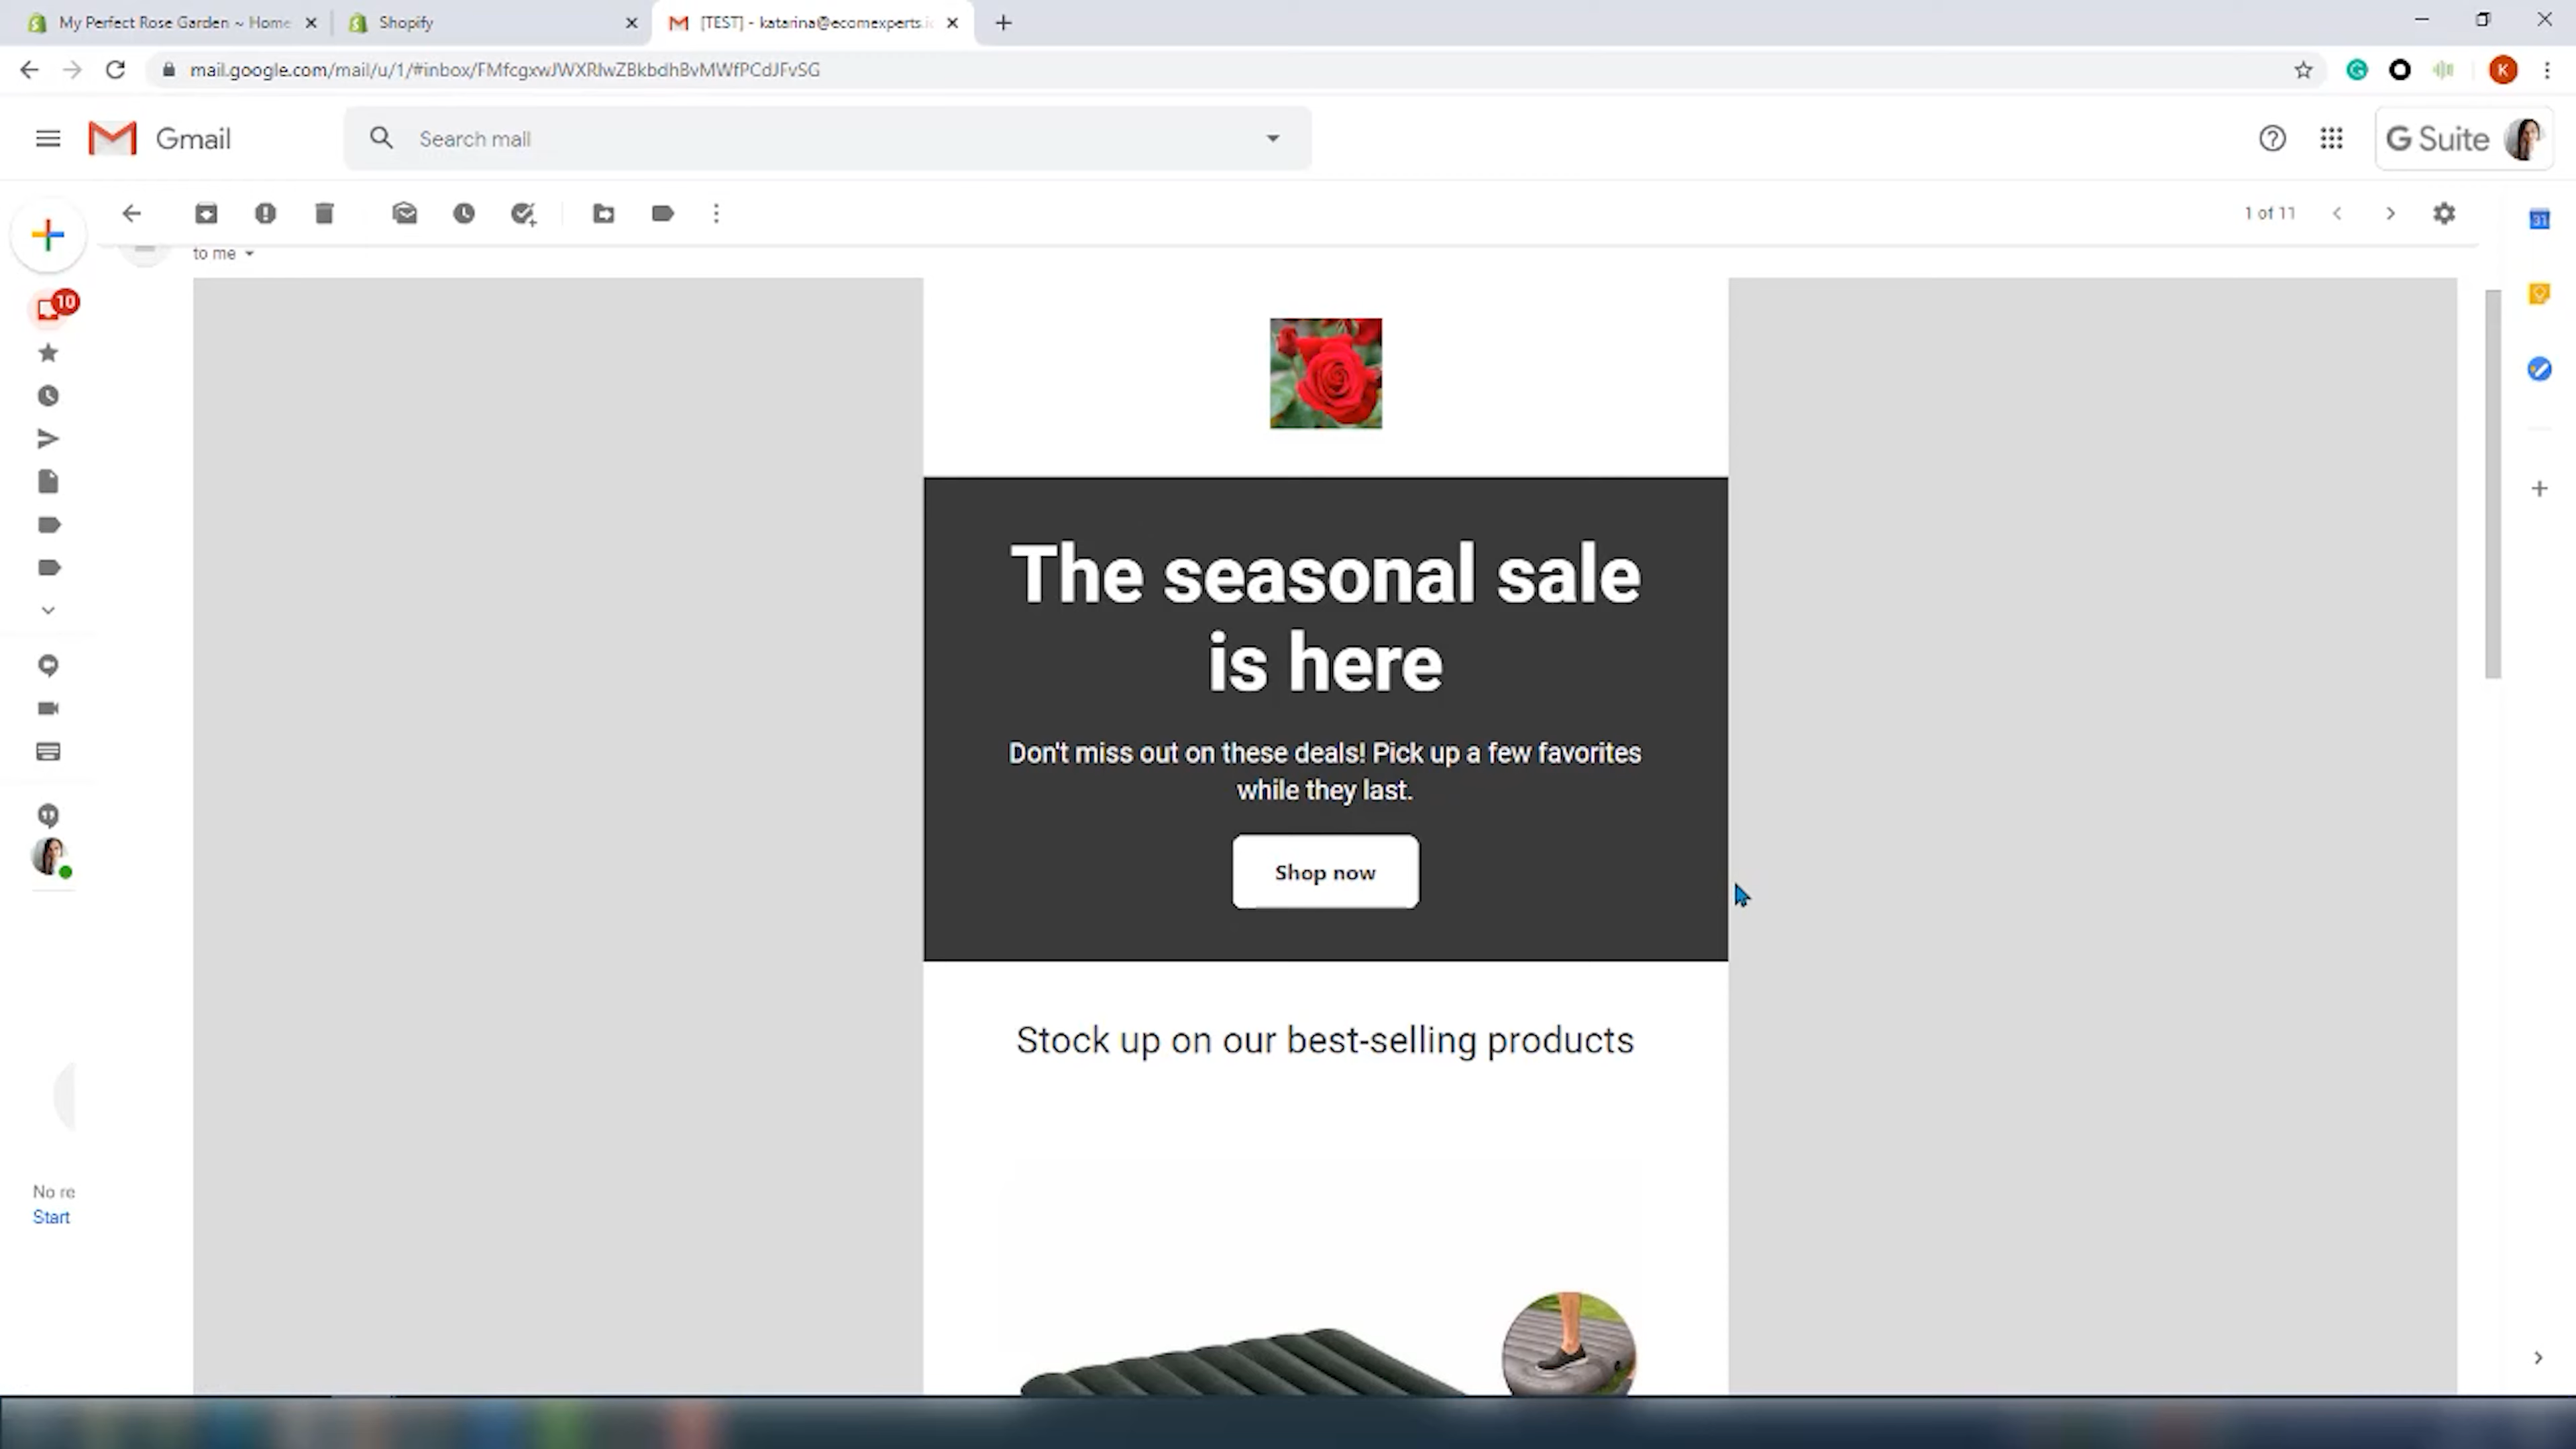 My Perfect Rose Garden ~ Home
Shopify
[TEST] - katarina@ecomexperts.i
mail.google.com/mail/u/1/#inbox/FMfcgxwJWXRlwZBkbdhBvMWfPCdJFvSG
K
Gmail
Search mail
G Suite
1 of 11
31
to me
10
The seasonal sale
is here
Don't miss out on these deals! Pick up a few favorites
while they last.
Shop now
Stock up on our best-selling products
No re
Start